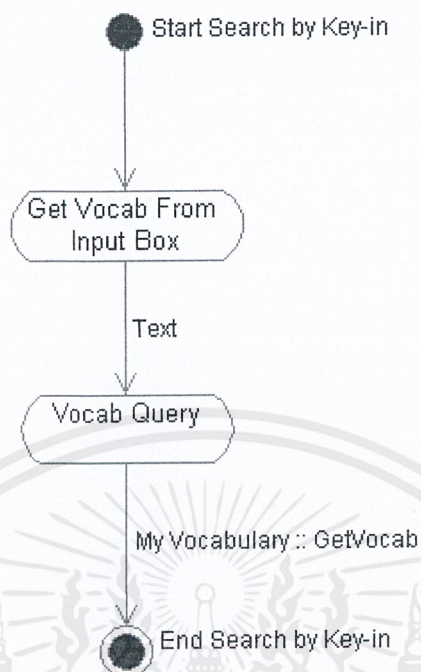 Start Search by Key-in
Get Vocab From
Input Box
Text
Vocab Query
My Vocabulary :: GetVocab
End Search by Key-in